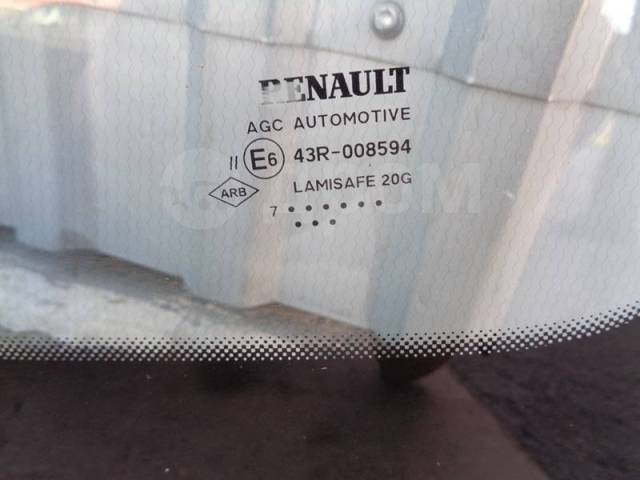 RENAULT
AGC AUTOMOTIVE
II E6 43R-008594
ARB
LAMISAFE 20G
7 • • • • • •
• • •